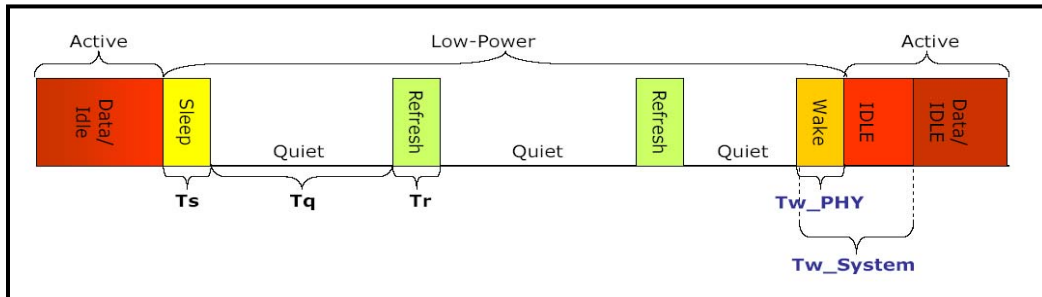 Active
Low-Power
Active
Data/
Idle
Sleep
Refresh
Refresh
Wake
IDLE
Data/
IDLE
Quiet
Quiet
Quiet
Ts
Tq
Tr
Tw_PHY
Tw_System